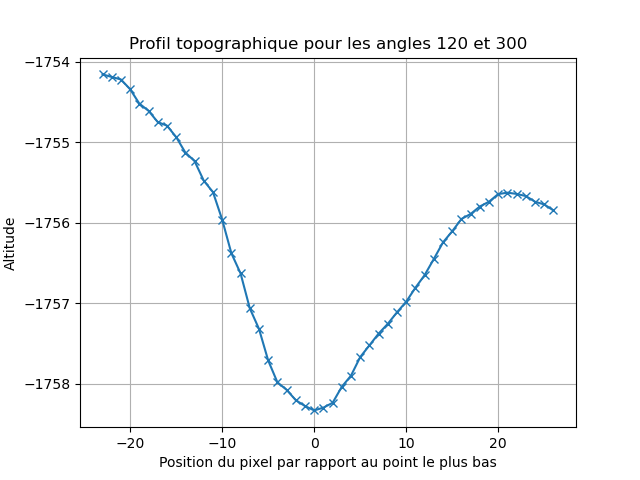 Profil topographique pour les angles 120 et 300
Altitude
−1754
−1755
−1756
−1757
−1758
−20 −10 0 10 20
Position du pixel par rapport au point le plus bas